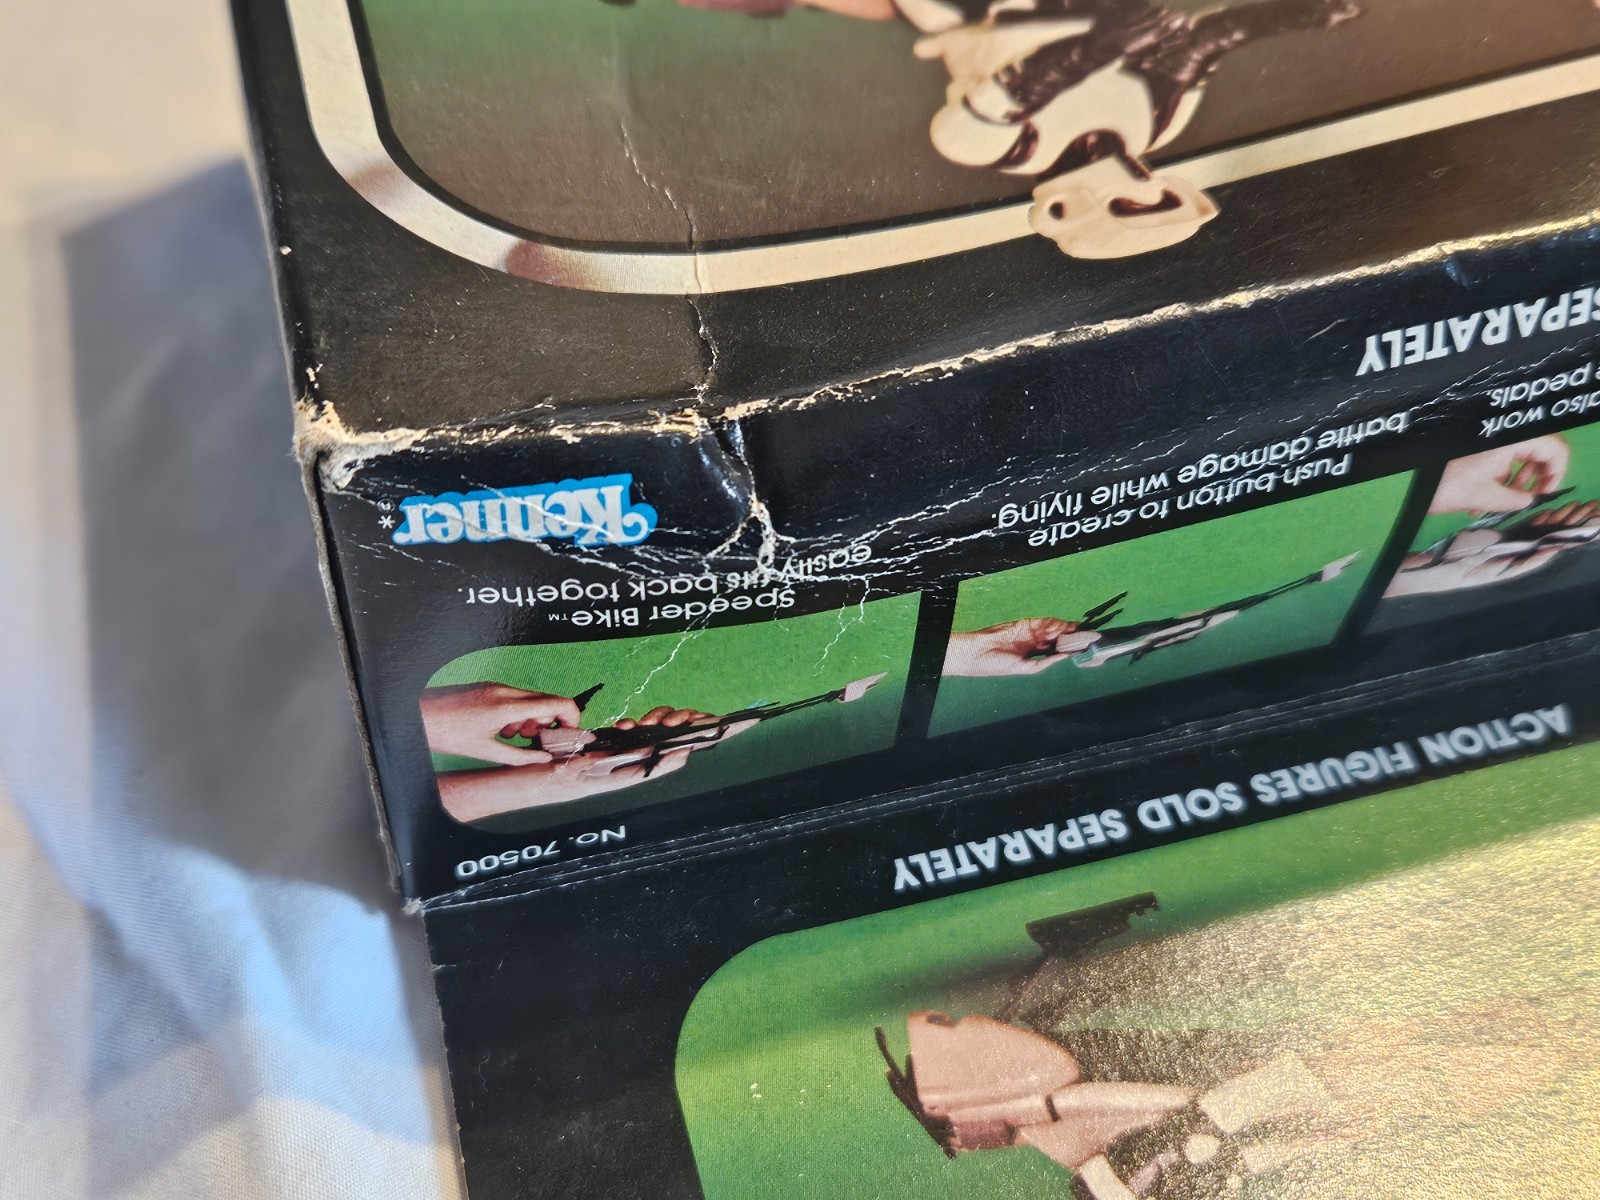 SEPARATELY
also work
pedals.
Push button to create
battle damage while flying.
Speeder Bike™
easily fits back together.
Kenner®*
No. 70500
ACTION FIGURES SOLD SEPARATELY